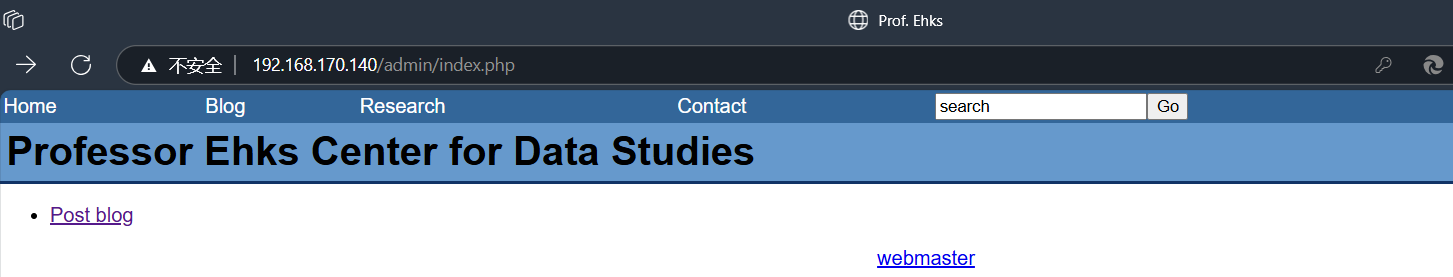 Prof. Ehks
不安全 192.168.170.140/admin/index.php
Home Blog Research Contact search Go
Professor Ehks Center for Data Studies
Post blog
webmaster